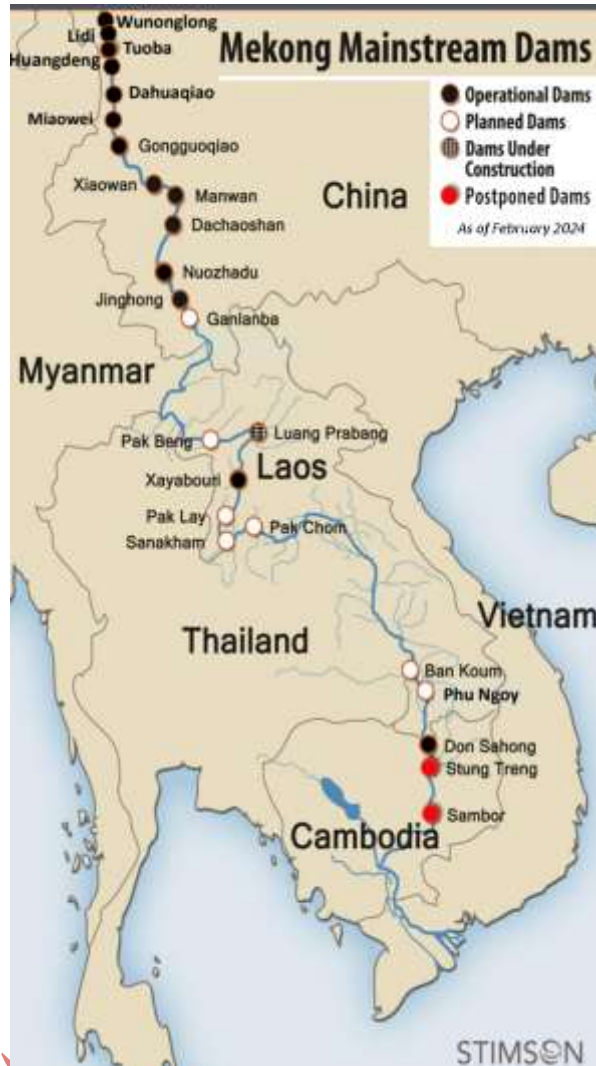 Mekong Mainstream Dams
Operational Dams
Planned Dams
Dams Under
Construction
Postponed Dams
As of February 2024
Wunonglong
Lidi
Tuoba
Huangdeng
Dahuaqiao
Miaowei
Gongguoqiao
Xiaowan
Manwan
China
Dachaoshan
Nuozhadu
Jinghong
Ganlanba
Myanmar
Pak Beng
Luang Prabang
Laos
Xayabouri
Pak Lay
Pak Chom
Sanakham
Vietnam
Thailand
Ban Koum
Phu Ngoy
Don Sahong
Stung Treng
Sambor
Cambodia
STIMSON